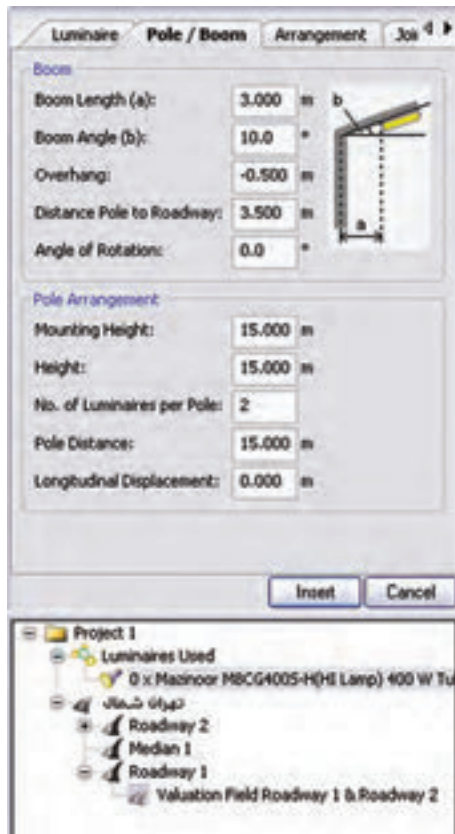 Luminaire Pole / Boom Arrangement Joi
Boom
Boom Length (a): 3.000 m
Boom Angle (b): 10.0 °
Overhang: -0.500 m
Distance Pole to Roadway: 3.500 m
Angle of Rotation: 0.0 °
b
a
Pole Arrangement
Mounting Height: 15.000 m
Height: 15.000 m
No. of Luminaires per Pole: 2
Pole Distance: 15.000 m
Longitudinal Displacement: 0.000 m
Insert Cancel
Project 1
Luminaires Used
0 x Mazinoor M8CG400S-H(HI Lamp) 400 W Tu
تهران شمال
Roadway 2
Median 1
Roadway 1
Valuation Field Roadway 1 & Roadway 2